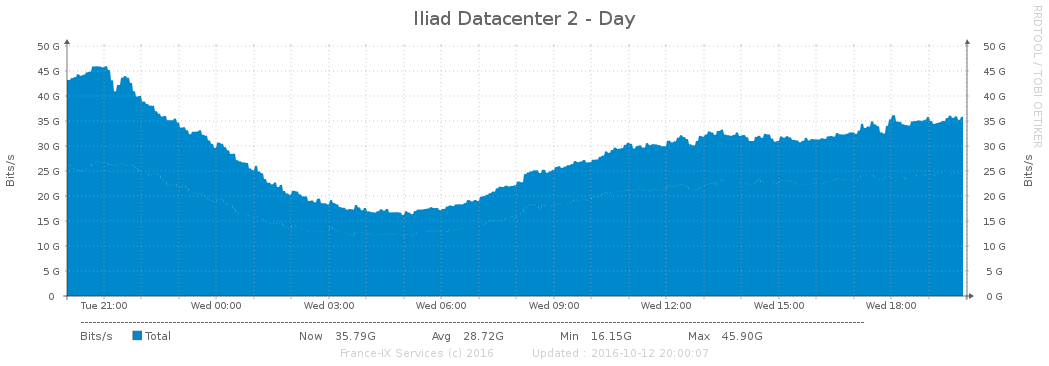 Iliad Datacenter 2 - Day
RRDTOOL / TOBI OETIKER
Bits/s
50 G
45 G
40 G
35 G
30 G
25 G
20 G
15 G
10 G
5 G
0
50 G
45 G
40 G
35 G
30 G
25 G
20 G
15 G
10 G
5 G
0 G
Bits/s
Tue 21:00 Wed 00:00 Wed 03:00 Wed 06:00 Wed 09:00 Wed 12:00 Wed 15:00 Wed 18:00
Bits/s Total Now 35.79G Avg 28.72G Min 16.15G Max 45.90G
France-IX Services (c) 2016 Updated : 2016-10-12 20:00:07